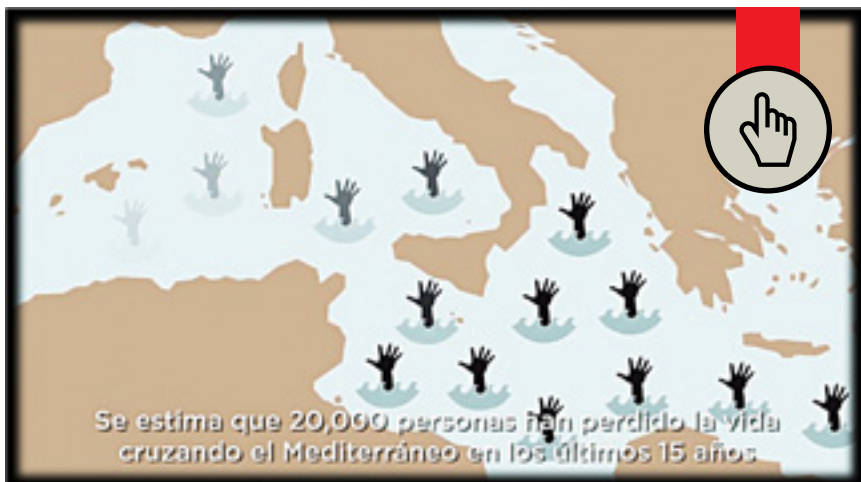 Se estima que 20,000 personas han perdido la vida
cruzando el Mediterráneo en los últimos 15 años